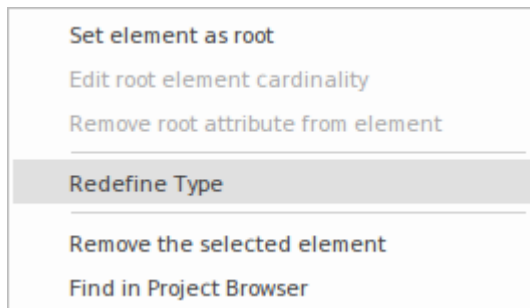 Set element as root
Edit root element cardinality
Remove root attribute from element
Redefine Type
Remove the selected element
Find in Project Browser